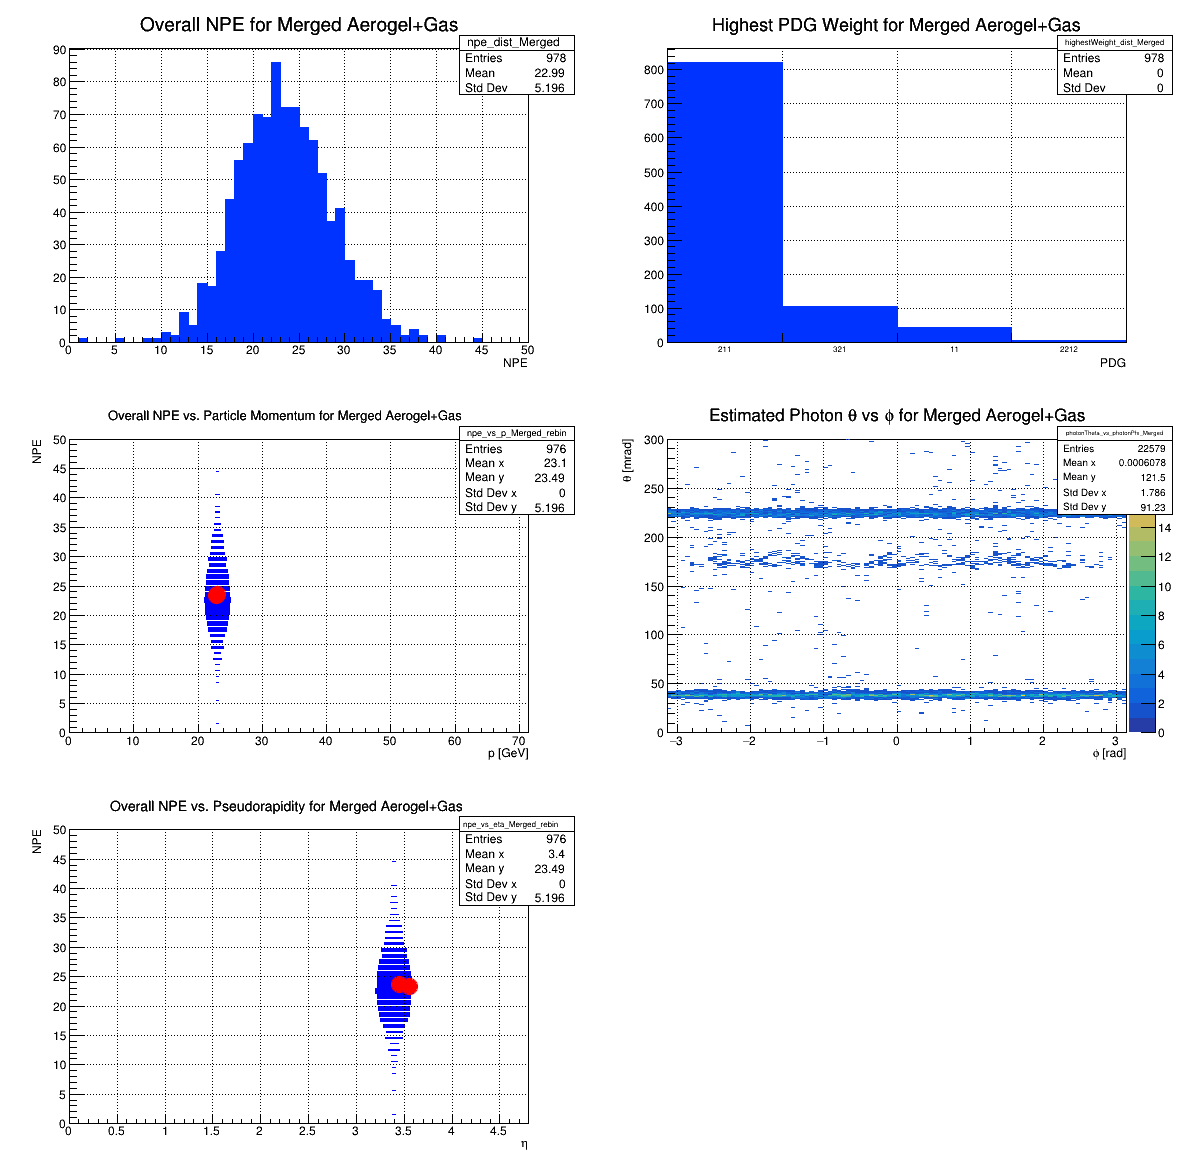 Overall NPE for Merged Aerogel+Gas
npe_dist_Merged
Entries 978
Mean 22.99
Std Dev 5.196
90
80
70
60
50
40
30
20
10
0
0 5 10 15 20 25 30 35 40 45 50
NPE
Highest PDG Weight for Merged Aerogel+Gas
highestWeight_dist_Merged
Entries 978
Mean 0
Std Dev 0
800
700
600
500
400
300
200
100
0
211 321 11 2212
PDG
Overall NPE vs. Particle Momentum for Merged Aerogel+Gas
npe_vs_p_Merged_rebin
Entries 976
Mean x 23.1
Mean y 23.49
Std Dev x 0
Std Dev y 5.196
NPE
50
45
40
35
30
25
20
15
10
5
0
0 10 20 30 40 50 60 70
p [GeV]
Estimated Photon θ vs ϕ for Merged Aerogel+Gas
photonTheta_vs_photonPhi_Merged
Entries 22579
Mean x 0.0006078
Mean y 121.5
Std Dev x 1.786
Std Dev y 91.23
θ [mrad]
300
250
200
150
100
50
0
−3 −2 −1 0 1 2 3
ϕ [rad]
14
12
10
8
6
4
2
0
Overall NPE vs. Pseudorapidity for Merged Aerogel+Gas
npe_vs_eta_Merged_rebin
Entries 976
Mean x 3.4
Mean y 23.49
Std Dev x 0
Std Dev y 5.196
NPE
50
45
40
35
30
25
20
15
10
5
0
0 0.5 1 1.5 2 2.5 3 3.5 4 4.5
η